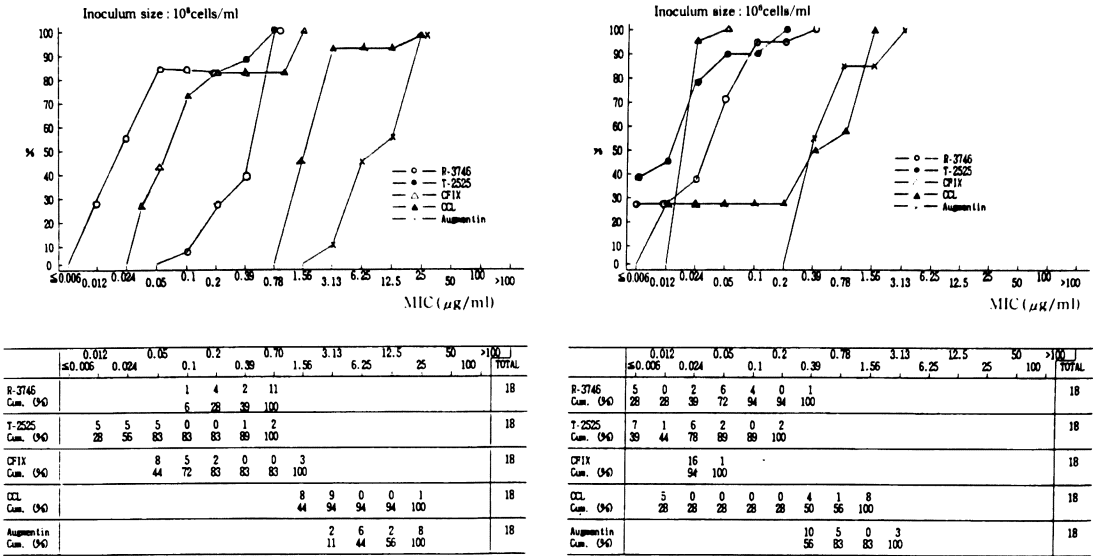 Inoculum size : 10⁸cells/ml
100
90
80
70
60
50
40
30
20
10
0
%
R-3746
T-2525
CFIX
CCL
Augmentin
≤0.006 0.024 0.1 0.39 1.56 6.25 25 100
0.012 0.05 0.2 0.78 3.13 12.5 50 >100
MIC (μg/ml)
Inoculum size : 10⁶cells/ml
100
90
80
70
60
50
40
30
20
10
0
%
R-3746
T-2525
CFIX
CCL
Augmentin
≤0.006 0.024 0.1 0.39 1.56 6.25 25 100
0.012 0.05 0.2 0.78 3.13 12.5 50 >100
MIC (μg/ml)
0.012 0.05 0.2 0.70 3.13 12.5 50 >100
≤0.006 0.024 0.1 0.39 1.56 6.25 25 100 TOTAL
R-3746 1 4 2 11 18
Cum. (%) 6 28 39 100
T-2525 5 5 5 0 0 1 2 18
Cum. (%) 28 56 83 83 83 89 100
CFIX 8 5 2 0 0 3 18
Cum. (%) 44 72 83 83 83 100
CCL 8 9 0 0 1 18
Cum. (%) 44 94 94 94 100
Augmentin 2 6 2 8 18
Cum. (%) 11 44 56 100
0.012 0.05 0.2 0.78 3.13 12.5 50 >100
≤0.006 0.024 0.1 0.39 1.56 6.25 25 100 TOTAL
R-3746 5 0 2 6 4 0 1 18
Cum. (%) 28 28 39 72 94 94 100
T-2525 7 1 6 2 0 2 18
Cum. (%) 39 44 78 89 89 100
CFIX 16 1 18
Cum. (%) 94 100
CCL 5 0 0 0 0 4 1 8 18
Cum. (%) 28 28 28 28 28 50 56 100
Augmentin 10 5 0 3 18
Cum. (%) 56 83 83 100